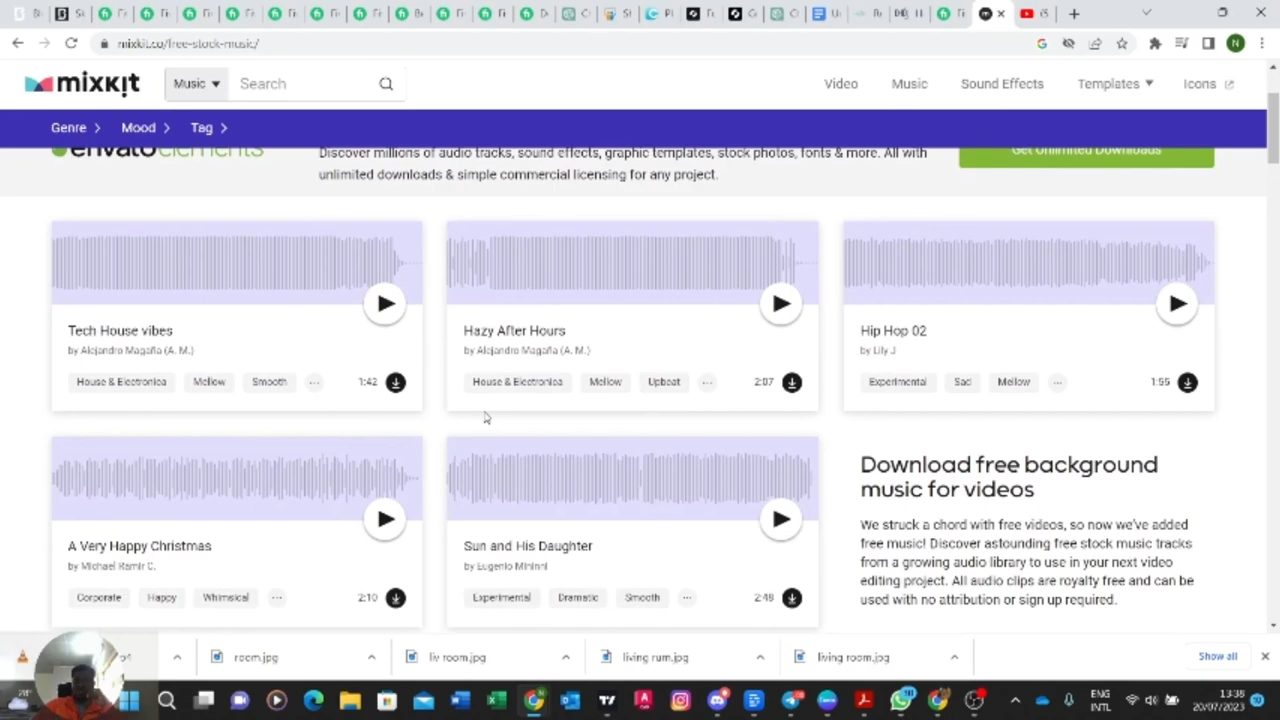 mixkit.co/free-stock-music/
N
mixkit
Music
Search
Video
Music
Sound Effects
Templates
Icons
Genre
Mood
Tag
envato elements
Discover millions of audio tracks, sound effects, graphic templates, stock photos, fonts & more. All with
unlimited downloads & simple commercial licensing for any project.
Get Unlimited Downloads
Tech House vibes
by Alejandro Magaña (A. M.)
House & Electronica
Mellow
Smooth
...
1:42
Hazy After Hours
by Alejandro Magaña (A. M.)
House & Electronica
Mellow
Upbeat
...
2:07
Hip Hop 02
by Lily J
Experimental
Sad
Mellow
...
1:55
A Very Happy Christmas
by Michael Ramir C.
Corporate
Happy
Whimsical
...
2:10
Sun and His Daughter
by Eugenio Mininni
Experimental
Dramatic
Smooth
...
2:48
Download free background
music for videos
We struck a chord with free videos, so now we've added
free music! Discover astounding free stock music tracks
from a growing audio library to use in your next video
editing project. All audio clips are royalty free and can be
used with no attribution or sign up required.
room.jpg
liv room.jpg
living rum.jpg
living room.jpg
Show all
ENG
INTL
13:38
20/07/2023